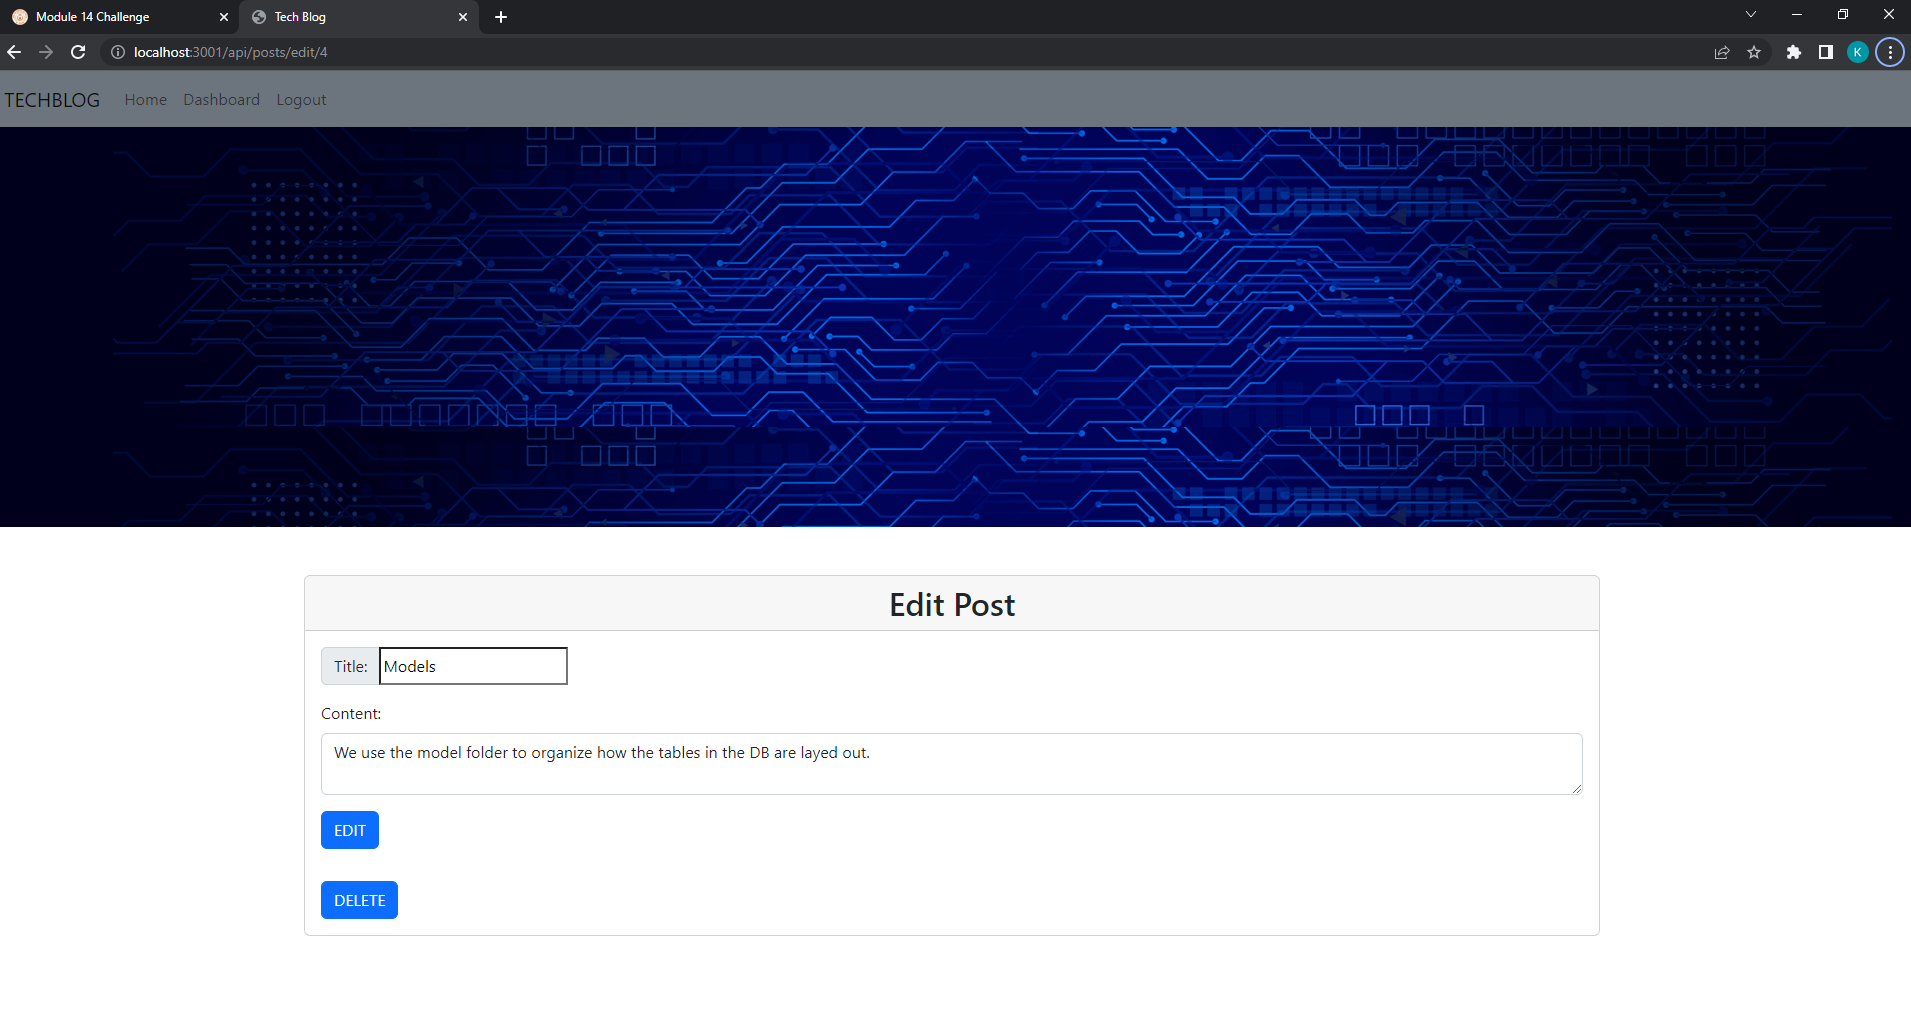 Module 14 Challenge
Tech Blog
localhost:3001/api/posts/edit/4
K
TECHBLOG Home Dashboard Logout
Edit Post
Title: Models
Content:
We use the model folder to organize how the tables in the DB are layed out.
EDIT
DELETE